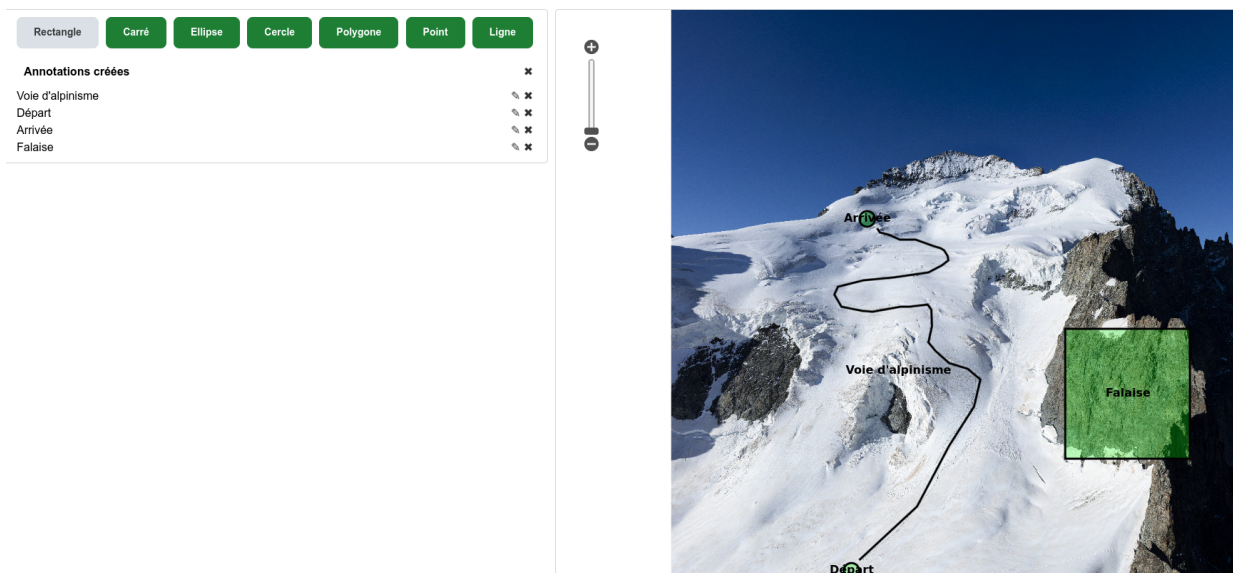 Rectangle Carré Ellipse Cercle Polygone Point Ligne
Annotations créées
Voie d'alpinisme
Départ
Arrivée
Falaise
Arrivée
Voie d'alpinisme
Falaise
Départ